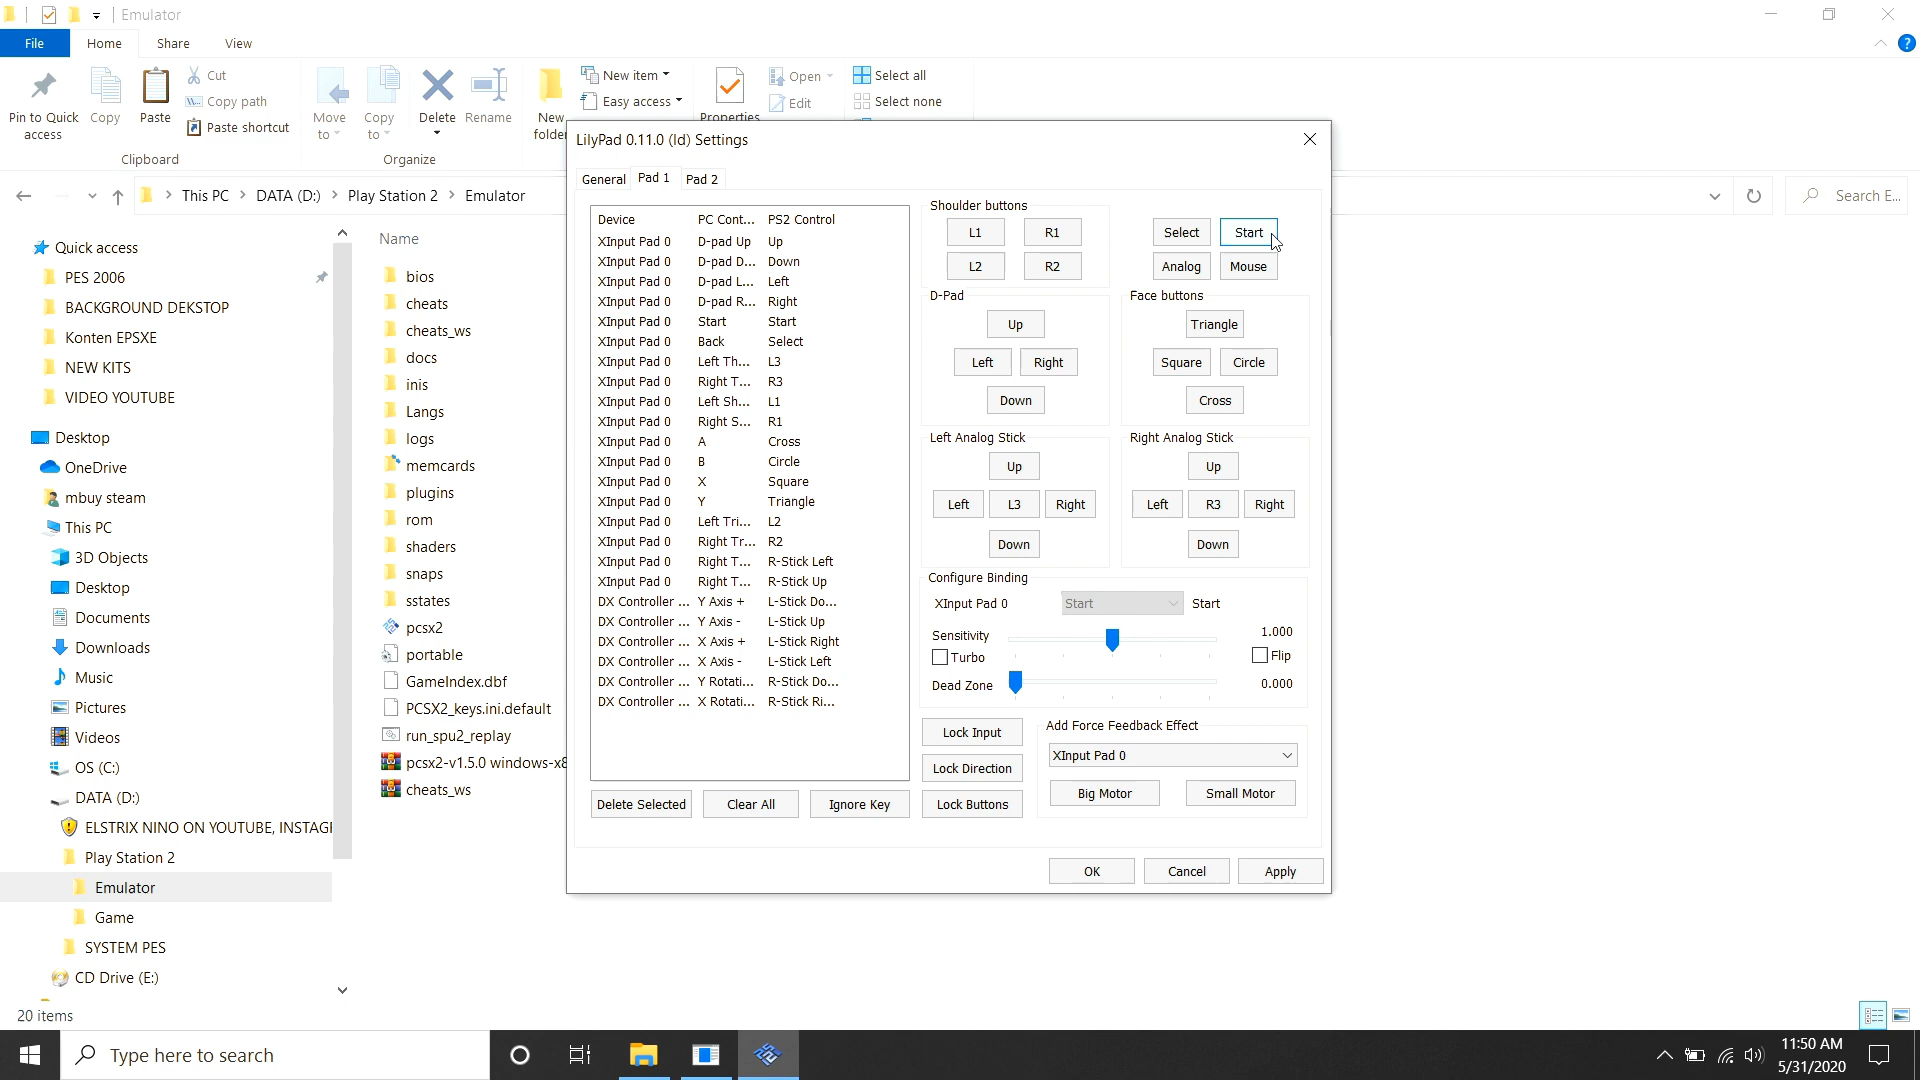 Emulator
File
Home
Share
View
Pin to Quick access
Copy
Paste
Cut
Copy path
Paste shortcut
Clipboard
Move to
Copy to
Delete
Rename
Organize
New folder
New item
Easy access
Properties
Open
Edit
Select all
Select none
This PC > DATA (D:) > Play Station 2 > Emulator
Search E...
Quick access
PES 2006
BACKGROUND DEKSTOP
Konten EPSXE
NEW KITS
VIDEO YOUTUBE
Desktop
OneDrive
mbuy steam
This PC
3D Objects
Desktop
Documents
Downloads
Music
Pictures
Videos
OS (C:)
DATA (D:)
ELSTRIX NINO ON YOUTUBE, INSTAG
Play Station 2
Emulator
Game
SYSTEM PES
CD Drive (E:)
20 items
Name
bios
cheats
cheats_ws
docs
inis
Langs
logs
memcards
plugins
rom
shaders
snaps
sstates
pcsx2
portable
GameIndex.dbf
PCSX2_keys.ini.default
run_spu2_replay
pcsx2-v1.5.0 windows-x8
cheats_ws
LilyPad 0.11.0 (ld) Settings
General
Pad 1
Pad 2
Device PC Cont... PS2 Control
XInput Pad 0 D-pad Up Up
XInput Pad 0 D-pad D... Down
XInput Pad 0 D-pad L... Left
XInput Pad 0 D-pad R... Right
XInput Pad 0 Start Start
XInput Pad 0 Back Select
XInput Pad 0 Left Th... L3
XInput Pad 0 Right T... R3
XInput Pad 0 Left Sh... L1
XInput Pad 0 Right S... R1
XInput Pad 0 A Cross
XInput Pad 0 B Circle
XInput Pad 0 X Square
XInput Pad 0 Y Triangle
XInput Pad 0 Left Tri... L2
XInput Pad 0 Right Tr... R2
XInput Pad 0 Right T... R-Stick Left
XInput Pad 0 Right T... R-Stick Up
DX Controller ... Y Axis + L-Stick Do...
DX Controller ... Y Axis - L-Stick Up
DX Controller ... X Axis + L-Stick Right
DX Controller ... X Axis - L-Stick Left
DX Controller ... Y Rotati... R-Stick Do...
DX Controller ... X Rotati... R-Stick Ri...
Delete Selected
Clear All
Ignore Key
Shoulder buttons
L1 R1
L2 R2
Select Start
Analog Mouse
D-Pad
Up
Left Right
Down
Face buttons
Triangle
Square Circle
Cross
Left Analog Stick
Up
Left L3 Right
Down
Right Analog Stick
Up
Left R3 Right
Down
Configure Binding
XInput Pad 0 Start Start
Sensitivity 1.000
Turbo Flip
Dead Zone 0.000
Lock Input
Lock Direction
Lock Buttons
Add Force Feedback Effect
XInput Pad 0
Big Motor Small Motor
OK Cancel Apply
Type here to search
11:50 AM
5/31/2020